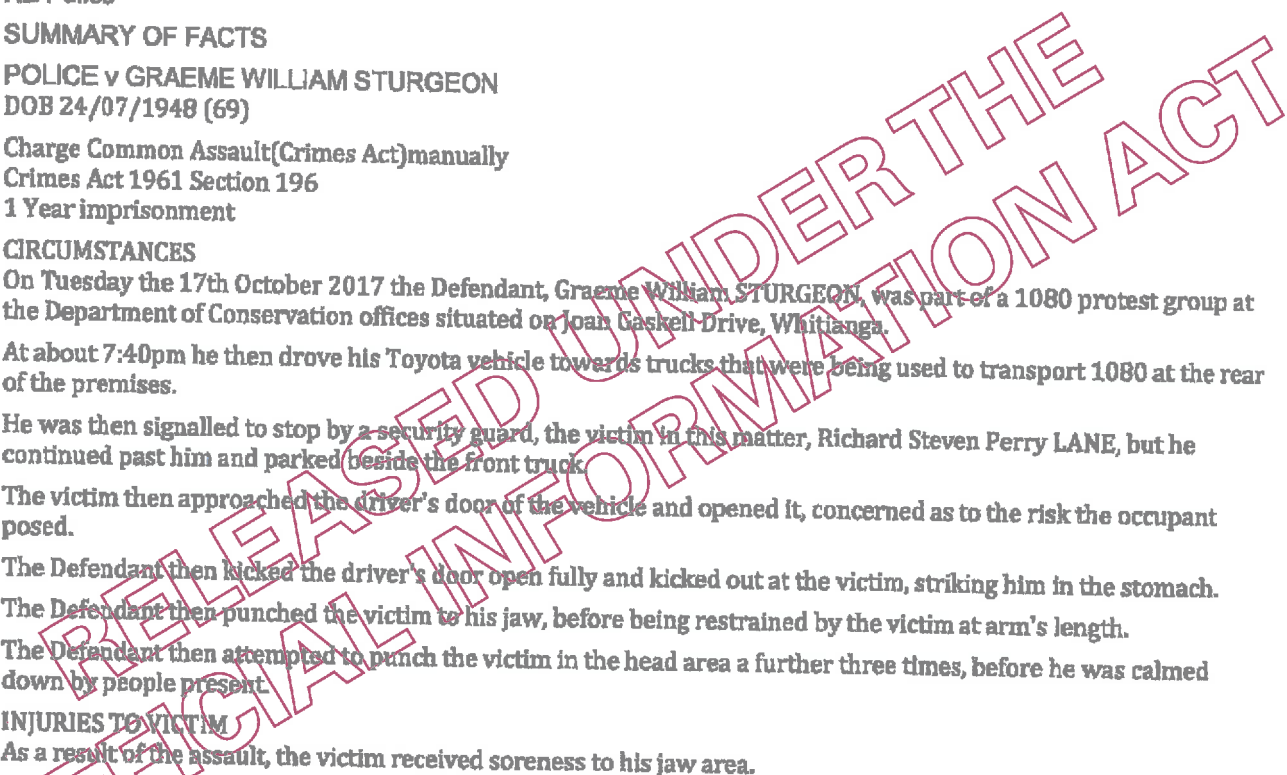 SUMMARY OF FACTS
POLICE v GRAEME WILLIAM STURGEON
DOB 24/07/1948 (69)
Charge Common Assault(Crimes Act)manually
Crimes Act 1961 Section 196
1 Year imprisonment
CIRCUMSTANCES
On Tuesday the 17th October 2017 the Defendant, Graeme William STURGEON, was part of a 1080 protest group at
the Department of Conservation offices situated on Joan Gaskell Drive, Whitianga.
At about 7:40pm he then drove his Toyota vehicle towards trucks that were being used to transport 1080 at the rear
of the premises.
He was then signalled to stop by a security guard, the victim in this matter, Richard Steven Perry LANE, but he
continued past him and parked beside the front truck.
The victim then approached the driver's door of the vehicle and opened it, concerned as to the risk the occupant
posed.
The Defendant then kicked the driver's door open fully and kicked out at the victim, striking him in the stomach.
The Defendant then punched the victim to his jaw, before being restrained by the victim at arm's length.
The Defendant then attempted to punch the victim in the head area a further three times, before he was calmed
down by people present.
INJURIES TO VICTIM
As a result of the assault, the victim received soreness to his jaw area.
RELEASED UNDER THE
OFFICIAL INFORMATION ACT